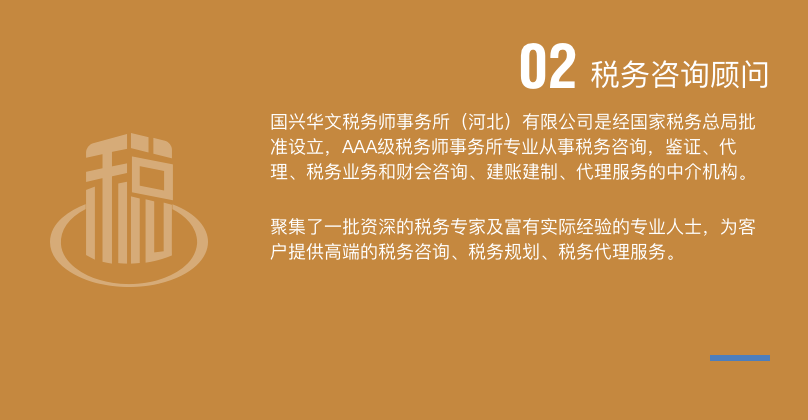 02 税务咨询顾问
国兴华文税务师事务所（河北）有限公司是经国家税务总局批
准设立，AAA级税务师事务所专业从事税务咨询，鉴证、代
理、税务业务和财会咨询、建账建制、代理服务的中介机构。
聚集了一批资深的税务专家及富有实际经验的专业人士，为客
户提供高端的税务咨询、税务规划、税务代理服务。
税